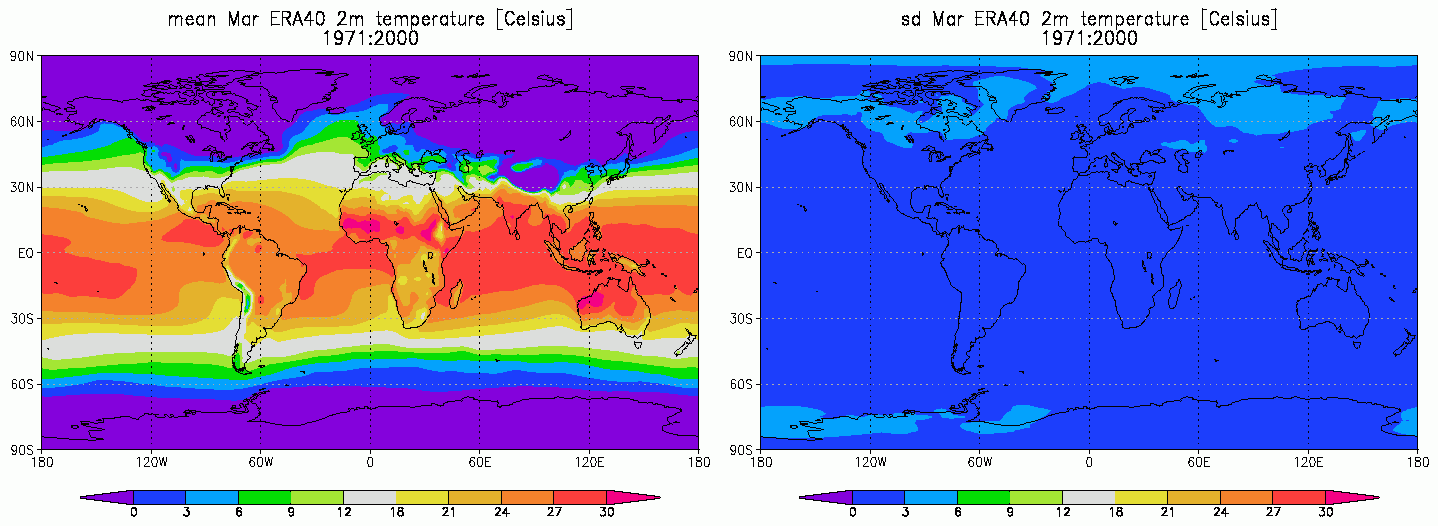 mean Mar ERA40 2m temperature [Celsius]
1971:2000
90N
60N
30N
EQ
30S
60S
90S
180 120W 60W 0 60E 120E 180
0 3 6 9 12 18 21 24 27 30
sd Mar ERA40 2m temperature [Celsius]
1971:2000
90N
60N
30N
EQ
30S
60S
90S
180 120W 60W 0 60E 120E 180
0 3 6 9 12 18 21 24 27 30